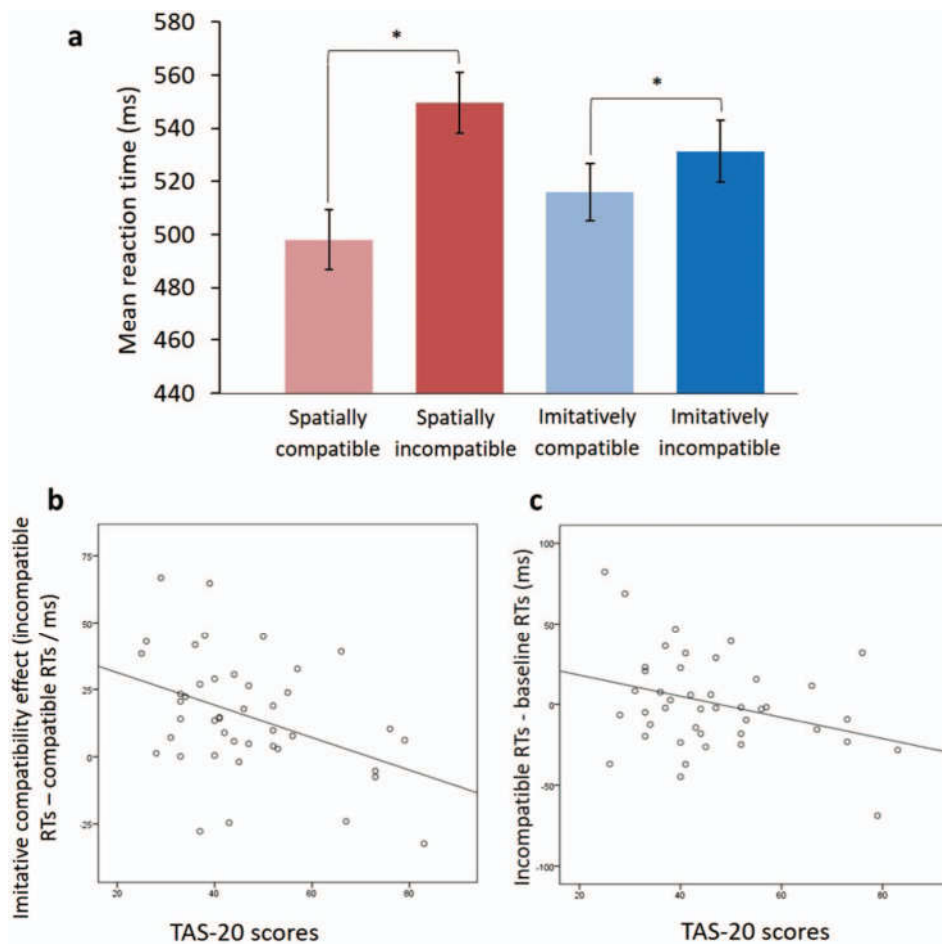 a
580
560
540
520
500
480
460
440
Mean reaction time (ms)
*
*
Spatially
compatible
Spatially
incompatible
Imitatively
compatible
Imitatively
incompatible
b
Imitative compatibility effect (incompatible
RTs – compatible RTs / ms)
75
50
25
0
-25
20
40
60
80
TAS-20 scores
c
Incompatible RTs - baseline RTs (ms)
100
50
0
-50
-100
20
40
60
80
TAS-20 scores